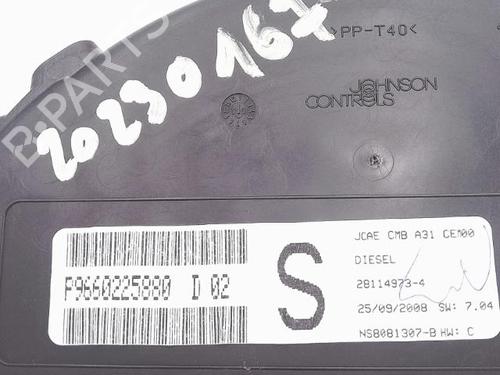 >PP-T40<
JOHNSON
CONTROLS
20230167
P9660225880 D 02
S
JCAE CMB A31 CEM00
DIESEL
28114973-4
25/09/2008 SW: 7.04
NS8081307-B HW: C
B-PARTS